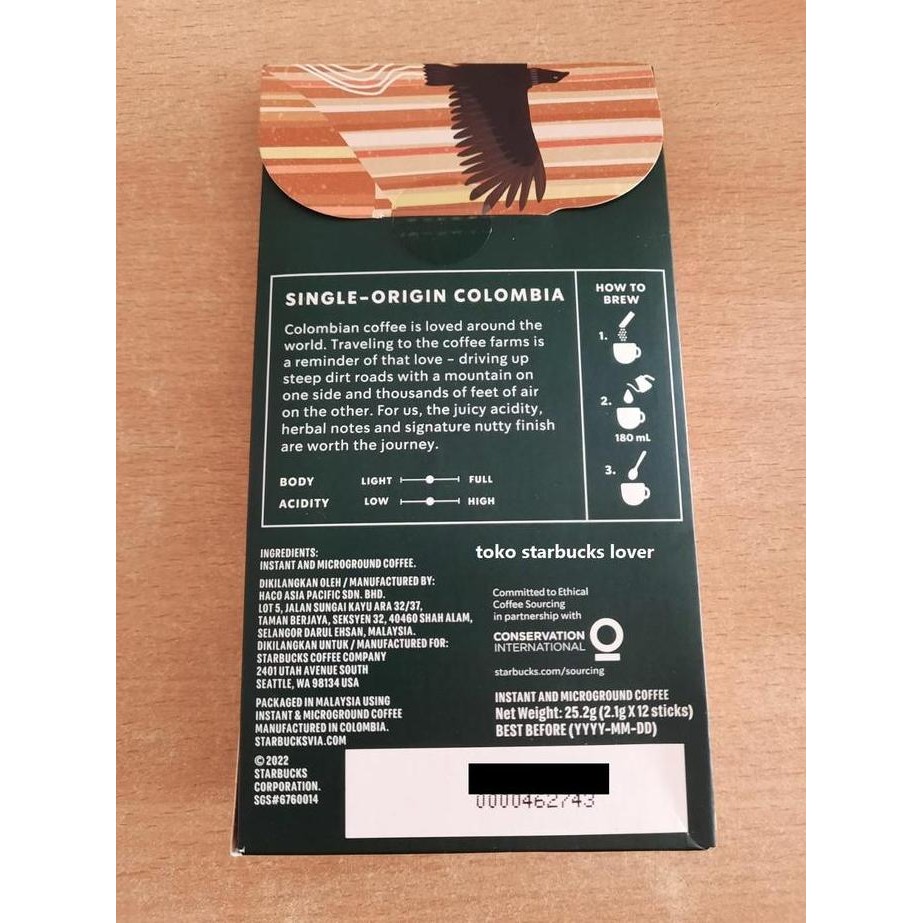 SINGLE-ORIGIN COLOMBIA
Colombian coffee is loved around the
world. Traveling to the coffee farms is
a reminder of that love – driving up
steep dirt roads with a mountain on
one side and thousands of feet of air
on the other. For us, the juicy acidity,
herbal notes and signature nutty finish
are worth the journey.
BODY LIGHT FULL
ACIDITY LOW HIGH
HOW TO
BREW
1.
2.
180 mL
3.
INGREDIENTS:
INSTANT AND MICROGROUND COFFEE.
DIKILANGKAN OLEH / MANUFACTURED BY:
HACO ASIA PACIFIC SDN. BHD.
LOT 5, JALAN SUNGAI KAYU ARA 32/37,
TAMAN BERJAYA, SEKSYEN 32, 40460 SHAH ALAM,
SELANGOR DARUL EHSAN, MALAYSIA.
DIKILANGKAN UNTUK / MANUFACTURED FOR:
STARBUCKS COFFEE COMPANY
2401 UTAH AVENUE SOUTH
SEATTLE, WA 98134 USA
PACKAGED IN MALAYSIA USING
INSTANT & MICROGROUND COFFEE
MANUFACTURED IN COLOMBIA.
STARBUCKSVIA.COM
© 2022
STARBUCKS
CORPORATION.
SGS#6760014
toko starbucks lover
Committed to Ethical
Coffee Sourcing
in partnership with
CONSERVATION
INTERNATIONAL
starbucks.com/sourcing
INSTANT AND MICROGROUND COFFEE
Net Weight: 25.2g (2.1g X 12 sticks)
BEST BEFORE (YYYY-MM-DD)
0000462743